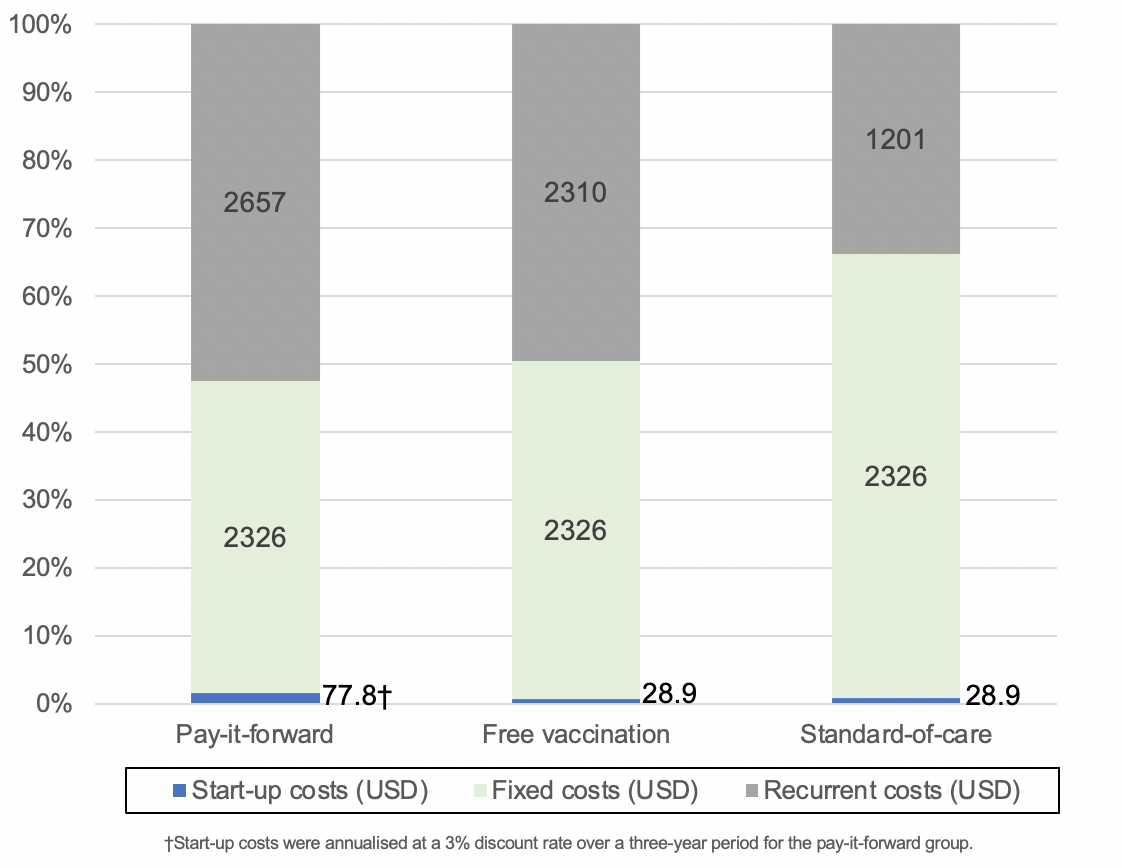 100%
90%
80%
70%
60%
50%
40%
30%
20%
10%
0%
2657
2310
1201
2326
2326
2326
77.8†
28.9
28.9
Pay-it-forward
Free vaccination
Standard-of-care
Start-up costs (USD)
Fixed costs (USD)
Recurrent costs (USD)
†Start-up costs were annualised at a 3% discount rate over a three-year period for the pay-it-forward group.